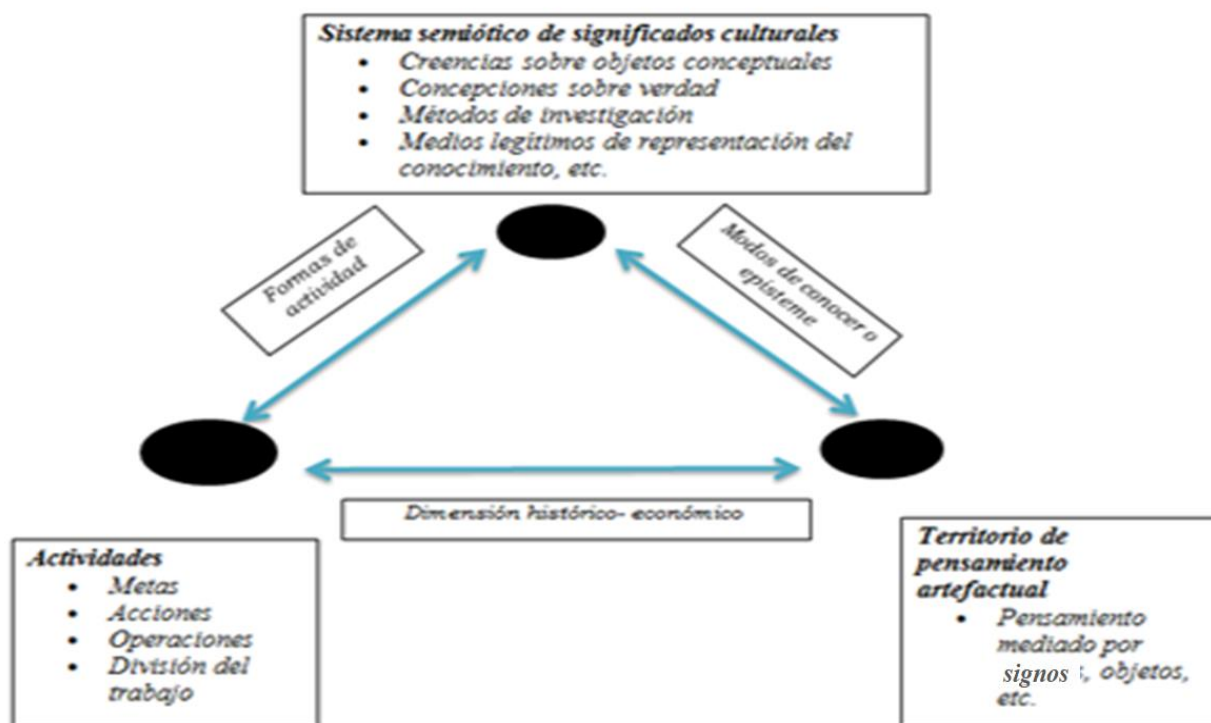 Sistema semiótico de significados culturales
• Creencias sobre objetos conceptuales
• Concepciones sobre verdad
• Métodos de investigación
• Medios legítimos de representación del
conocimiento, etc.
Formas de
actividad
Modos de conocer o
episteme
Dimensión histórico- económico
Actividades
• Metas
• Acciones
• Operaciones
• División del
trabajo
Territorio de
pensamiento
artefactual
• Pensamiento
mediado por
signos , objetos,
etc.